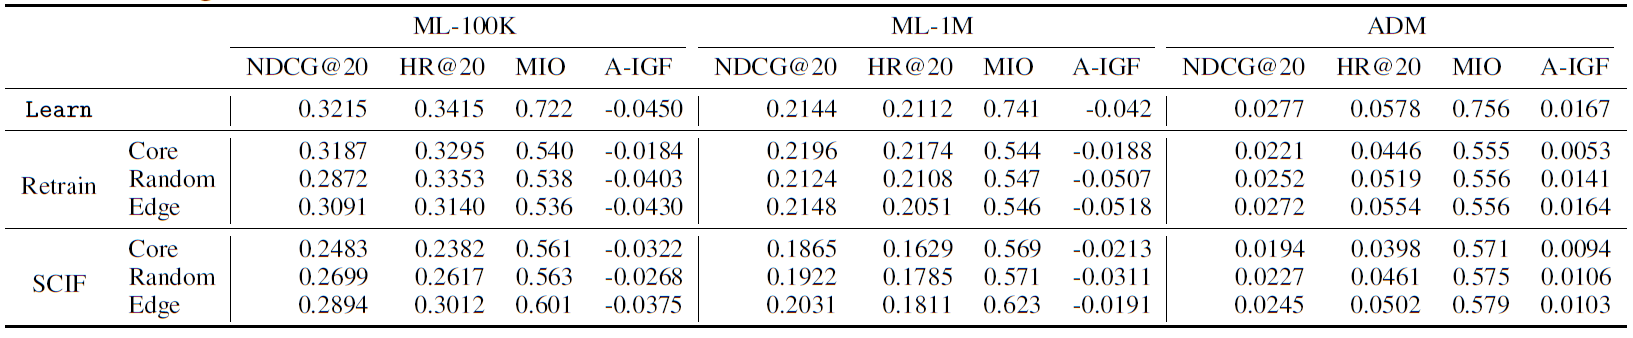 ML-100K ML-1M ADM
NDCG@20 HR@20 MIO A-IGF NDCG@20 HR@20 MIO A-IGF NDCG@20 HR@20 MIO A-IGF
Learn 0.3215 0.3415 0.722 -0.0450 0.2144 0.2112 0.741 -0.042 0.0277 0.0578 0.756 0.0167
Retrain Core 0.3187 0.3295 0.540 -0.0184 0.2196 0.2174 0.544 -0.0188 0.0221 0.0446 0.555 0.0053
Random 0.2872 0.3353 0.538 -0.0403 0.2124 0.2108 0.547 -0.0507 0.0252 0.0519 0.556 0.0141
Edge 0.3091 0.3140 0.536 -0.0430 0.2148 0.2051 0.546 -0.0518 0.0272 0.0554 0.556 0.0164
SCIF Core 0.2483 0.2382 0.561 -0.0322 0.1865 0.1629 0.569 -0.0213 0.0194 0.0398 0.571 0.0094
Random 0.2699 0.2617 0.563 -0.0268 0.1922 0.1785 0.571 -0.0311 0.0227 0.0461 0.575 0.0106
Edge 0.2894 0.3012 0.601 -0.0375 0.2031 0.1811 0.623 -0.0191 0.0245 0.0502 0.579 0.0103